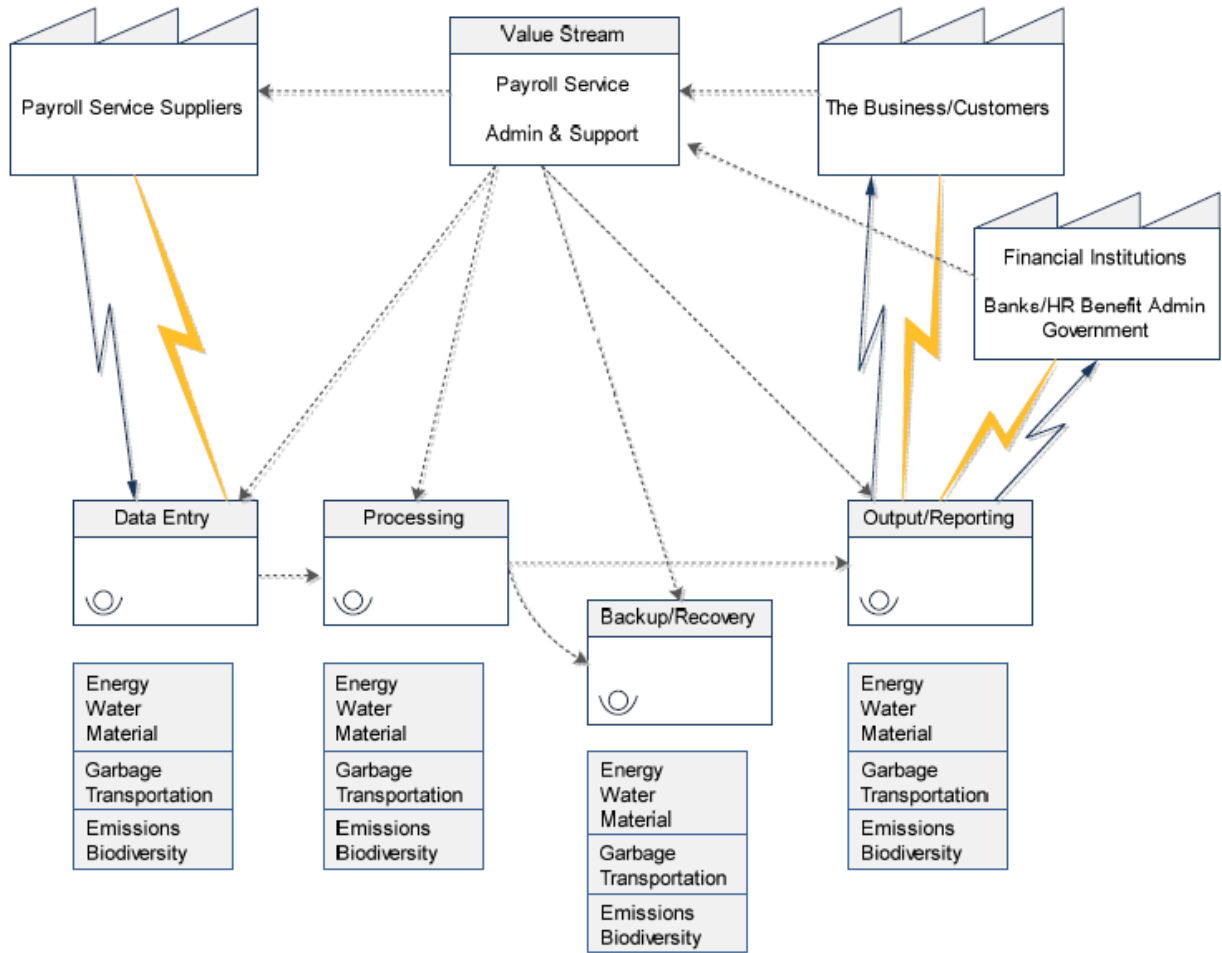 Value Stream
Payroll Service
Admin & Support
Payroll Service Suppliers
The Business/Customers
Financial Institutions
Banks/HR Benefit Admin
Government
Data Entry
Processing
Backup/Recovery
Output/Reporting
Energy
Water
Material
Garbage
Transportation
Emissions
Biodiversity
Energy
Water
Material
Garbage
Transportation
Emissions
Biodiversity
Energy
Water
Material
Garbage
Transportation
Emissions
Biodiversity
Energy
Water
Material
Garbage
Transportation
Emissions
Biodiversity